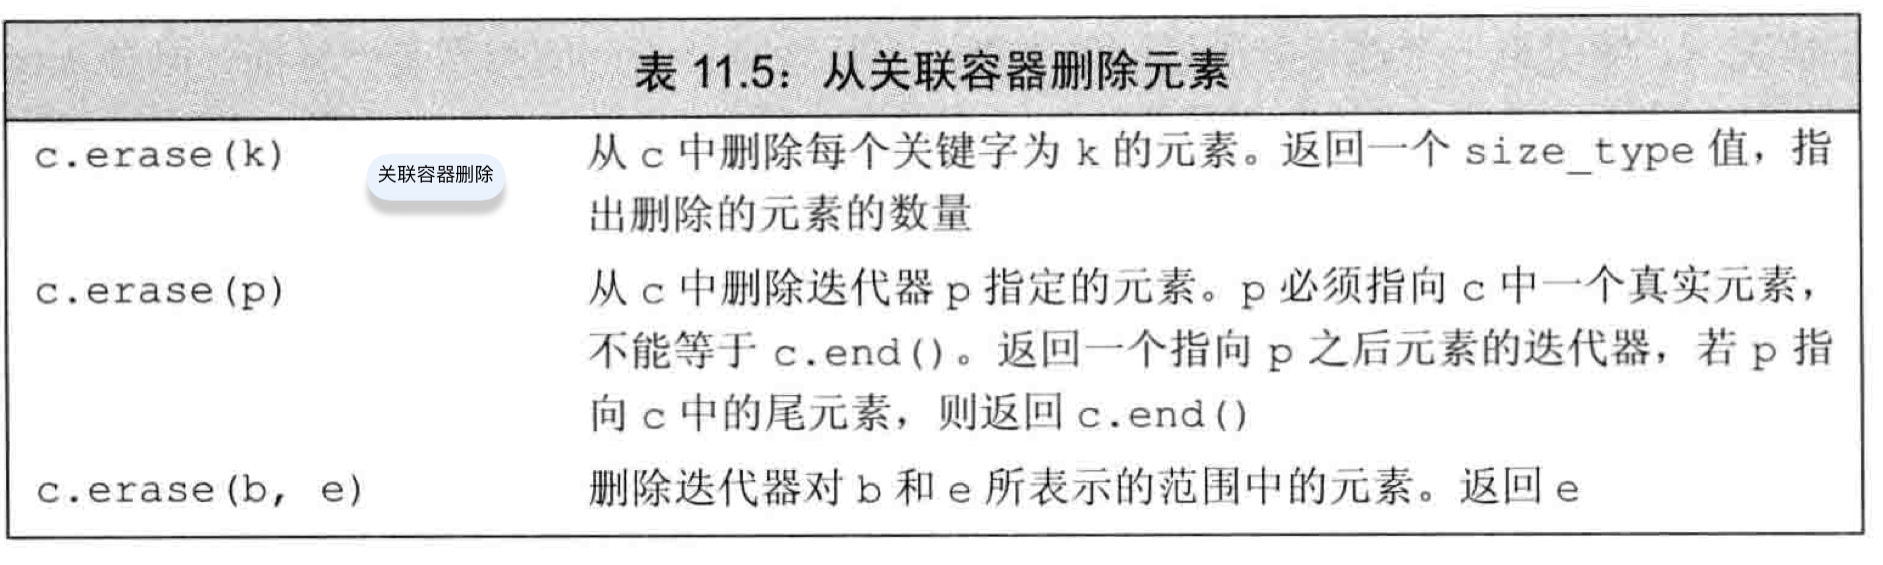 表 11.5：从关联容器删除元素
c.erase(k)
关联容器删除
从 c 中删除每个关键字为 k 的元素。返回一个 size_type 值，指
出删除的元素的数量
c.erase(p)
从 c 中删除迭代器 p 指定的元素。p 必须指向 c 中一个真实元素，
不能等于 c.end()。返回一个指向 p 之后元素的迭代器，若 p 指
向 c 中的尾元素，则返回 c.end()
c.erase(b, e)
删除迭代器对 b 和 e 所表示的范围中的元素。返回 e